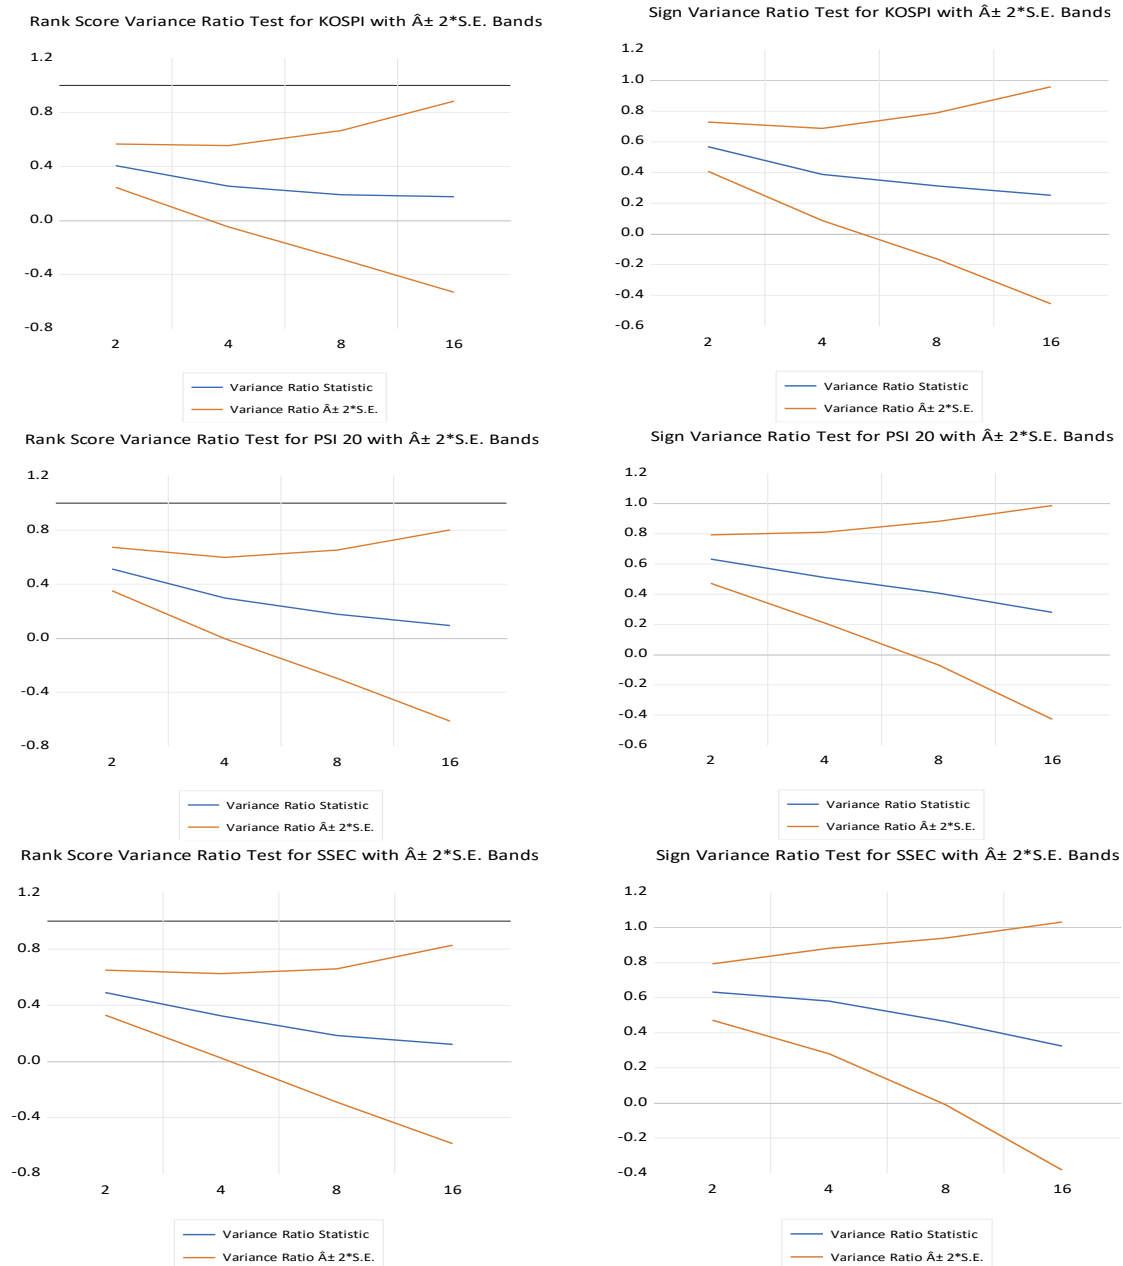 Rank Score Variance Ratio Test for KOSPI with Â± 2*S.E. Bands
1.2
0.8
0.4
0.0
-0.4
-0.8
2 4 8 16
Variance Ratio Statistic
Variance Ratio Â± 2*S.E.
Sign Variance Ratio Test for KOSPI with Â± 2*S.E. Bands
1.2
1.0
0.8
0.6
0.4
0.2
0.0
-0.2
-0.4
-0.6
2 4 8 16
Variance Ratio Statistic
Variance Ratio Â± 2*S.E.
Rank Score Variance Ratio Test for PSI 20 with Â± 2*S.E. Bands
1.2
0.8
0.4
0.0
-0.4
-0.8
2 4 8 16
Variance Ratio Statistic
Variance Ratio Â± 2*S.E.
Sign Variance Ratio Test for PSI 20 with Â± 2*S.E. Bands
1.2
1.0
0.8
0.6
0.4
0.2
0.0
-0.2
-0.4
-0.6
2 4 8 16
Variance Ratio Statistic
Variance Ratio Â± 2*S.E.
Rank Score Variance Ratio Test for SSEC with Â± 2*S.E. Bands
1.2
0.8
0.4
0.0
-0.4
-0.8
2 4 8 16
Variance Ratio Statistic
Variance Ratio Â± 2*S.E.
Sign Variance Ratio Test for SSEC with Â± 2*S.E. Bands
1.2
1.0
0.8
0.6
0.4
0.2
0.0
-0.2
-0.4
2 4 8 16
Variance Ratio Statistic
Variance Ratio Â± 2*S.E.